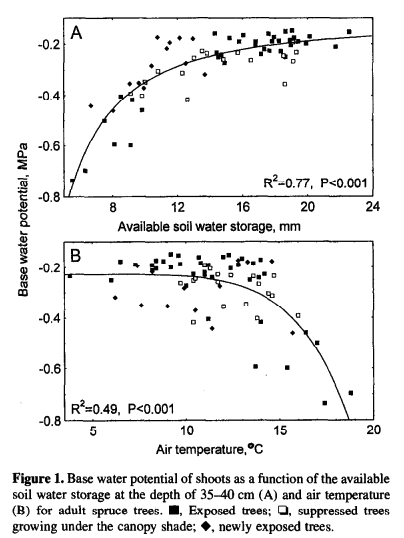 A
-0.2
-0.4
-0.6
-0.8
R²=0.77, P<0.001
4 8 12 16 20 24
Available soil water storage, mm
Base water potential, MPa
B
-0.2
-0.4
-0.6
-0.8
R²=0.49, P<0.001
5 10 15 20
Air temperature, ºC
Figure 1. Base water potential of shoots as a function of the available
soil water storage at the depth of 35–40 cm (A) and air temperature
(B) for adult spruce trees. ■, Exposed trees; ❏, suppressed trees
growing under the canopy shade; ◆, newly exposed trees.